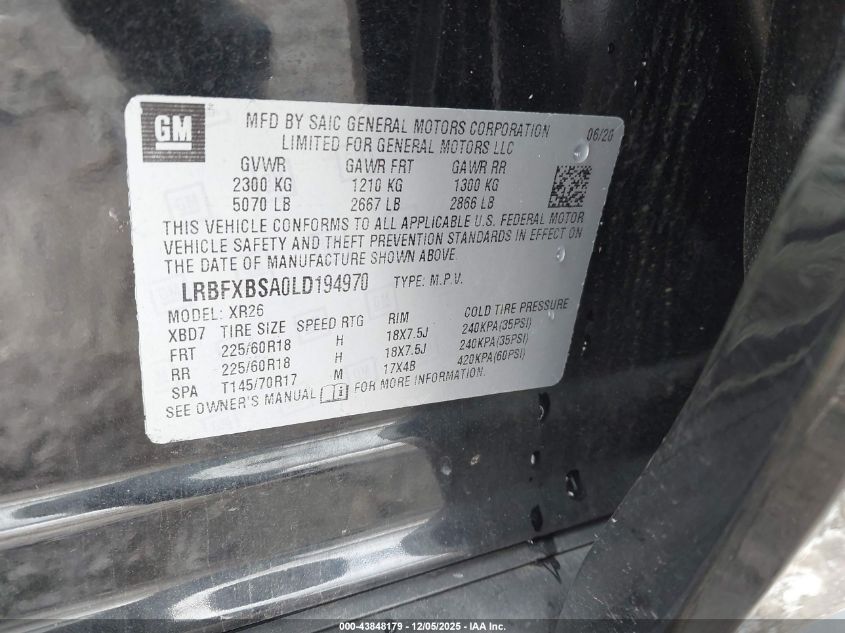 GM
MFD BY SAIC GENERAL MOTORS CORPORATION 06/20
LIMITED FOR GENERAL MOTORS LLC
GVWR GAWR FRT GAWR RR
2300 KG 1210 KG 1300 KG
5070 LB 2667 LB 2866 LB
THIS VEHICLE CONFORMS TO ALL APPLICABLE U.S. FEDERAL MOTOR
VEHICLE SAFETY AND THEFT PREVENTION STANDARDS IN EFFECT ON
THE DATE OF MANUFACTURE SHOWN ABOVE.
LRBFXBSA0LD194970 TYPE: M.P.V.
MODEL: XR26
XBD7 TIRE SIZE SPEED RTG RIM COLD TIRE PRESSURE
FRT 225/60R18 H 18X7.5J 240KPA(35PSI)
RR 225/60R18 H 18X7.5J 240KPA(35PSI)
SPA T145/70R17 M 17X4B 420KPA(60PSI)
SEE OWNER'S MANUAL FOR MORE INFORMATION.
000-43848179 • 12/05/2025 - IAA Inc.